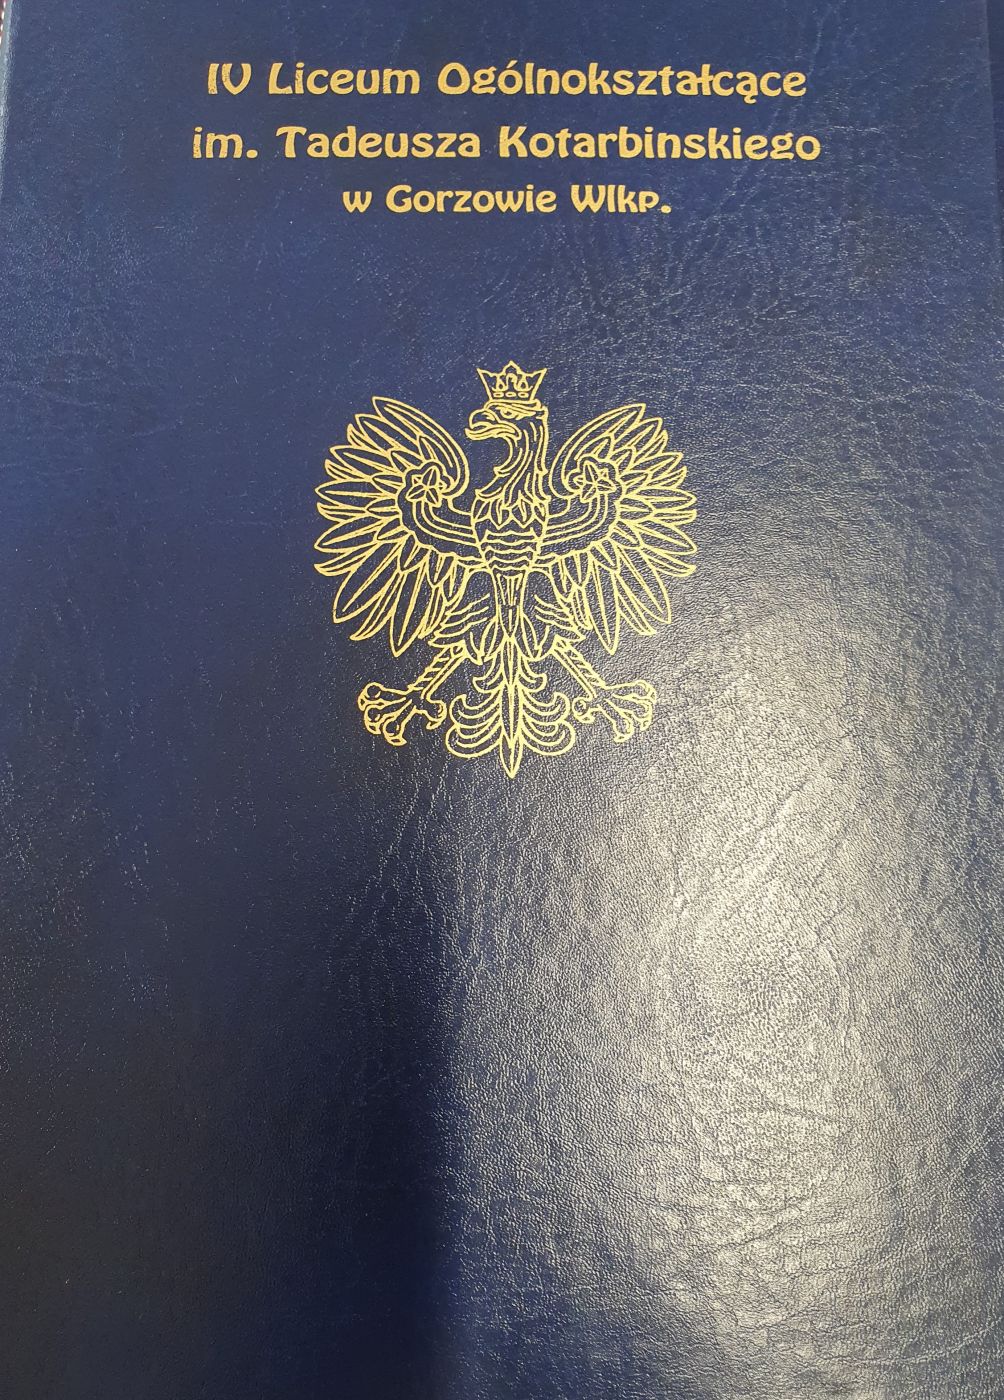 IV Liceum Ogólnokształcące
im. Tadeusza Kotarbinskiego
w Gorzowie Wlkp.